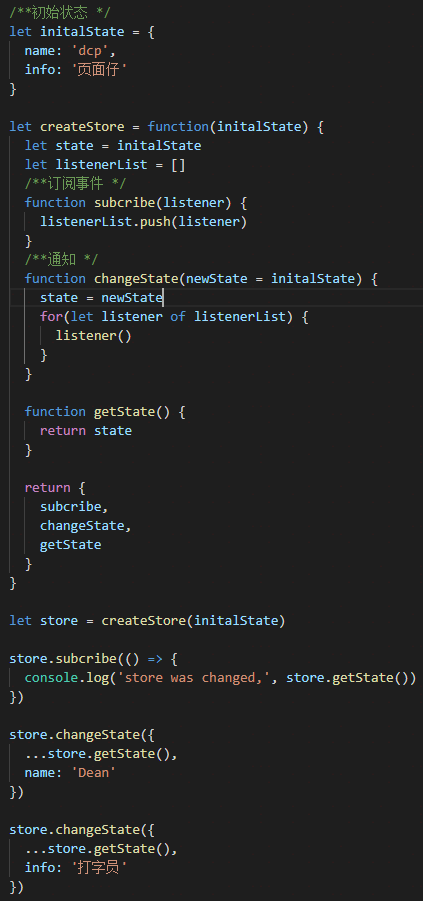 /**初始状态 */
let initalState = {
  name: 'dcp',
  info: '页面仔'
}
let createStore = function(initalState) {
  let state = initalState
  let listenerList = []
  /**订阅事件 */
  function subcribe(listener) {
    listenerList.push(listener)
  }
  /**通知 */
  function changeState(newState = initalState) {
    state = newState
    for(let listener of listenerList) {
      listener()
    }
  }
  function getState() {
    return state
  }
  return {
    subcribe,
    changeState,
    getState
  }
}
let store = createStore(initalState)
store.subcribe(() => {
  console.log('store was changed,', store.getState())
})
store.changeState({
  ...store.getState(),
  name: 'Dean'
})
store.changeState({
  ...store.getState(),
  info: '打字员'
})